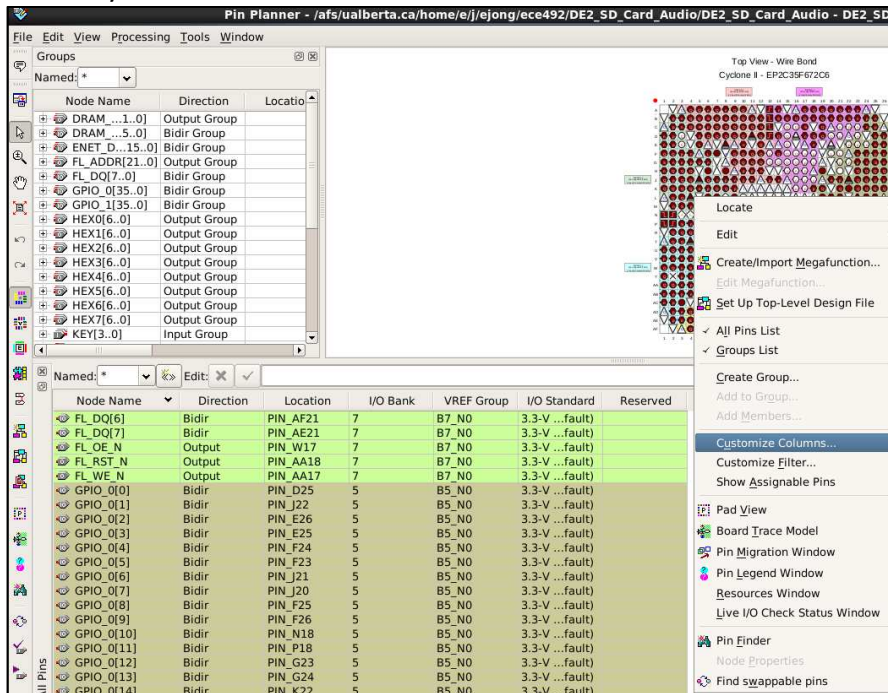 Pin Planner - /afs/ualberta.ca/home/e/j/ejong/ece492/DE2_SD_Card_Audio/DE2_SD_Card_Audio - DE2_SD
File Edit View Processing Tools Window
Groups
Named: *
Node Name Direction Locatio
DRAM_...1..0] Output Group
DRAM_...5..0] Bidir Group
ENET_D...15..0] Bidir Group
FL_ADDR[21..0] Output Group
FL_DQ[7..0] Bidir Group
GPIO_0[35..0] Bidir Group
GPIO_1[35..0] Bidir Group
HEX0[6..0] Output Group
HEX1[6..0] Output Group
HEX2[6..0] Output Group
HEX3[6..0] Output Group
HEX4[6..0] Output Group
HEX5[6..0] Output Group
HEX6[6..0] Output Group
HEX7[6..0] Output Group
KEY[3..0] Input Group
Top View - Wire Bond
Cyclone II - EP2C35F672C6
Locate
Edit
Create/Import Megafunction...
Edit Megafunction...
Set Up Top-Level Design File
All Pins List
Groups List
Create Group...
Add to Group...
Add Members...
Customize Columns...
Customize Filter...
Show Assignable Pins
Pad View
Board Trace Model
Pin Migration Window
Pin Legend Window
Resources Window
Live I/O Check Status Window
Pin Finder
Node Properties
Find swappable pins
Named: * Edit:
Node Name Direction Location I/O Bank VREF Group I/O Standard Reserved
FL_DQ[6] Bidir PIN_AF21 7 B7_N0 3.3-V ...fault)
FL_DQ[7] Bidir PIN_AE21 7 B7_N0 3.3-V ...fault)
FL_OE_N Output PIN_W17 7 B7_N0 3.3-V ...fault)
FL_RST_N Output PIN_AA18 7 B7_N0 3.3-V ...fault)
FL_WE_N Output PIN_AA17 7 B7_N0 3.3-V ...fault)
GPIO_0[0] Bidir PIN_D25 5 B5_N0 3.3-V ...fault)
GPIO_0[1] Bidir PIN_J22 5 B5_N0 3.3-V ...fault)
GPIO_0[2] Bidir PIN_E26 5 B5_N0 3.3-V ...fault)
GPIO_0[3] Bidir PIN_E25 5 B5_N0 3.3-V ...fault)
GPIO_0[4] Bidir PIN_F24 5 B5_N0 3.3-V ...fault)
GPIO_0[5] Bidir PIN_F23 5 B5_N0 3.3-V ...fault)
GPIO_0[6] Bidir PIN_J21 5 B5_N0 3.3-V ...fault)
GPIO_0[7] Bidir PIN_J20 5 B5_N0 3.3-V ...fault)
GPIO_0[8] Bidir PIN_F25 5 B5_N0 3.3-V ...fault)
GPIO_0[9] Bidir PIN_F26 5 B5_N0 3.3-V ...fault)
GPIO_0[10] Bidir PIN_N18 5 B5_N0 3.3-V ...fault)
GPIO_0[11] Bidir PIN_P18 5 B5_N0 3.3-V ...fault)
GPIO_0[12] Bidir PIN_G23 5 B5_N0 3.3-V ...fault)
GPIO_0[13] Bidir PIN_G24 5 B5_N0 3.3-V ...fault)
GPIO_0[14] Bidir PIN_K22 5 B5_N0 3.3-V ...fault)
All Pins